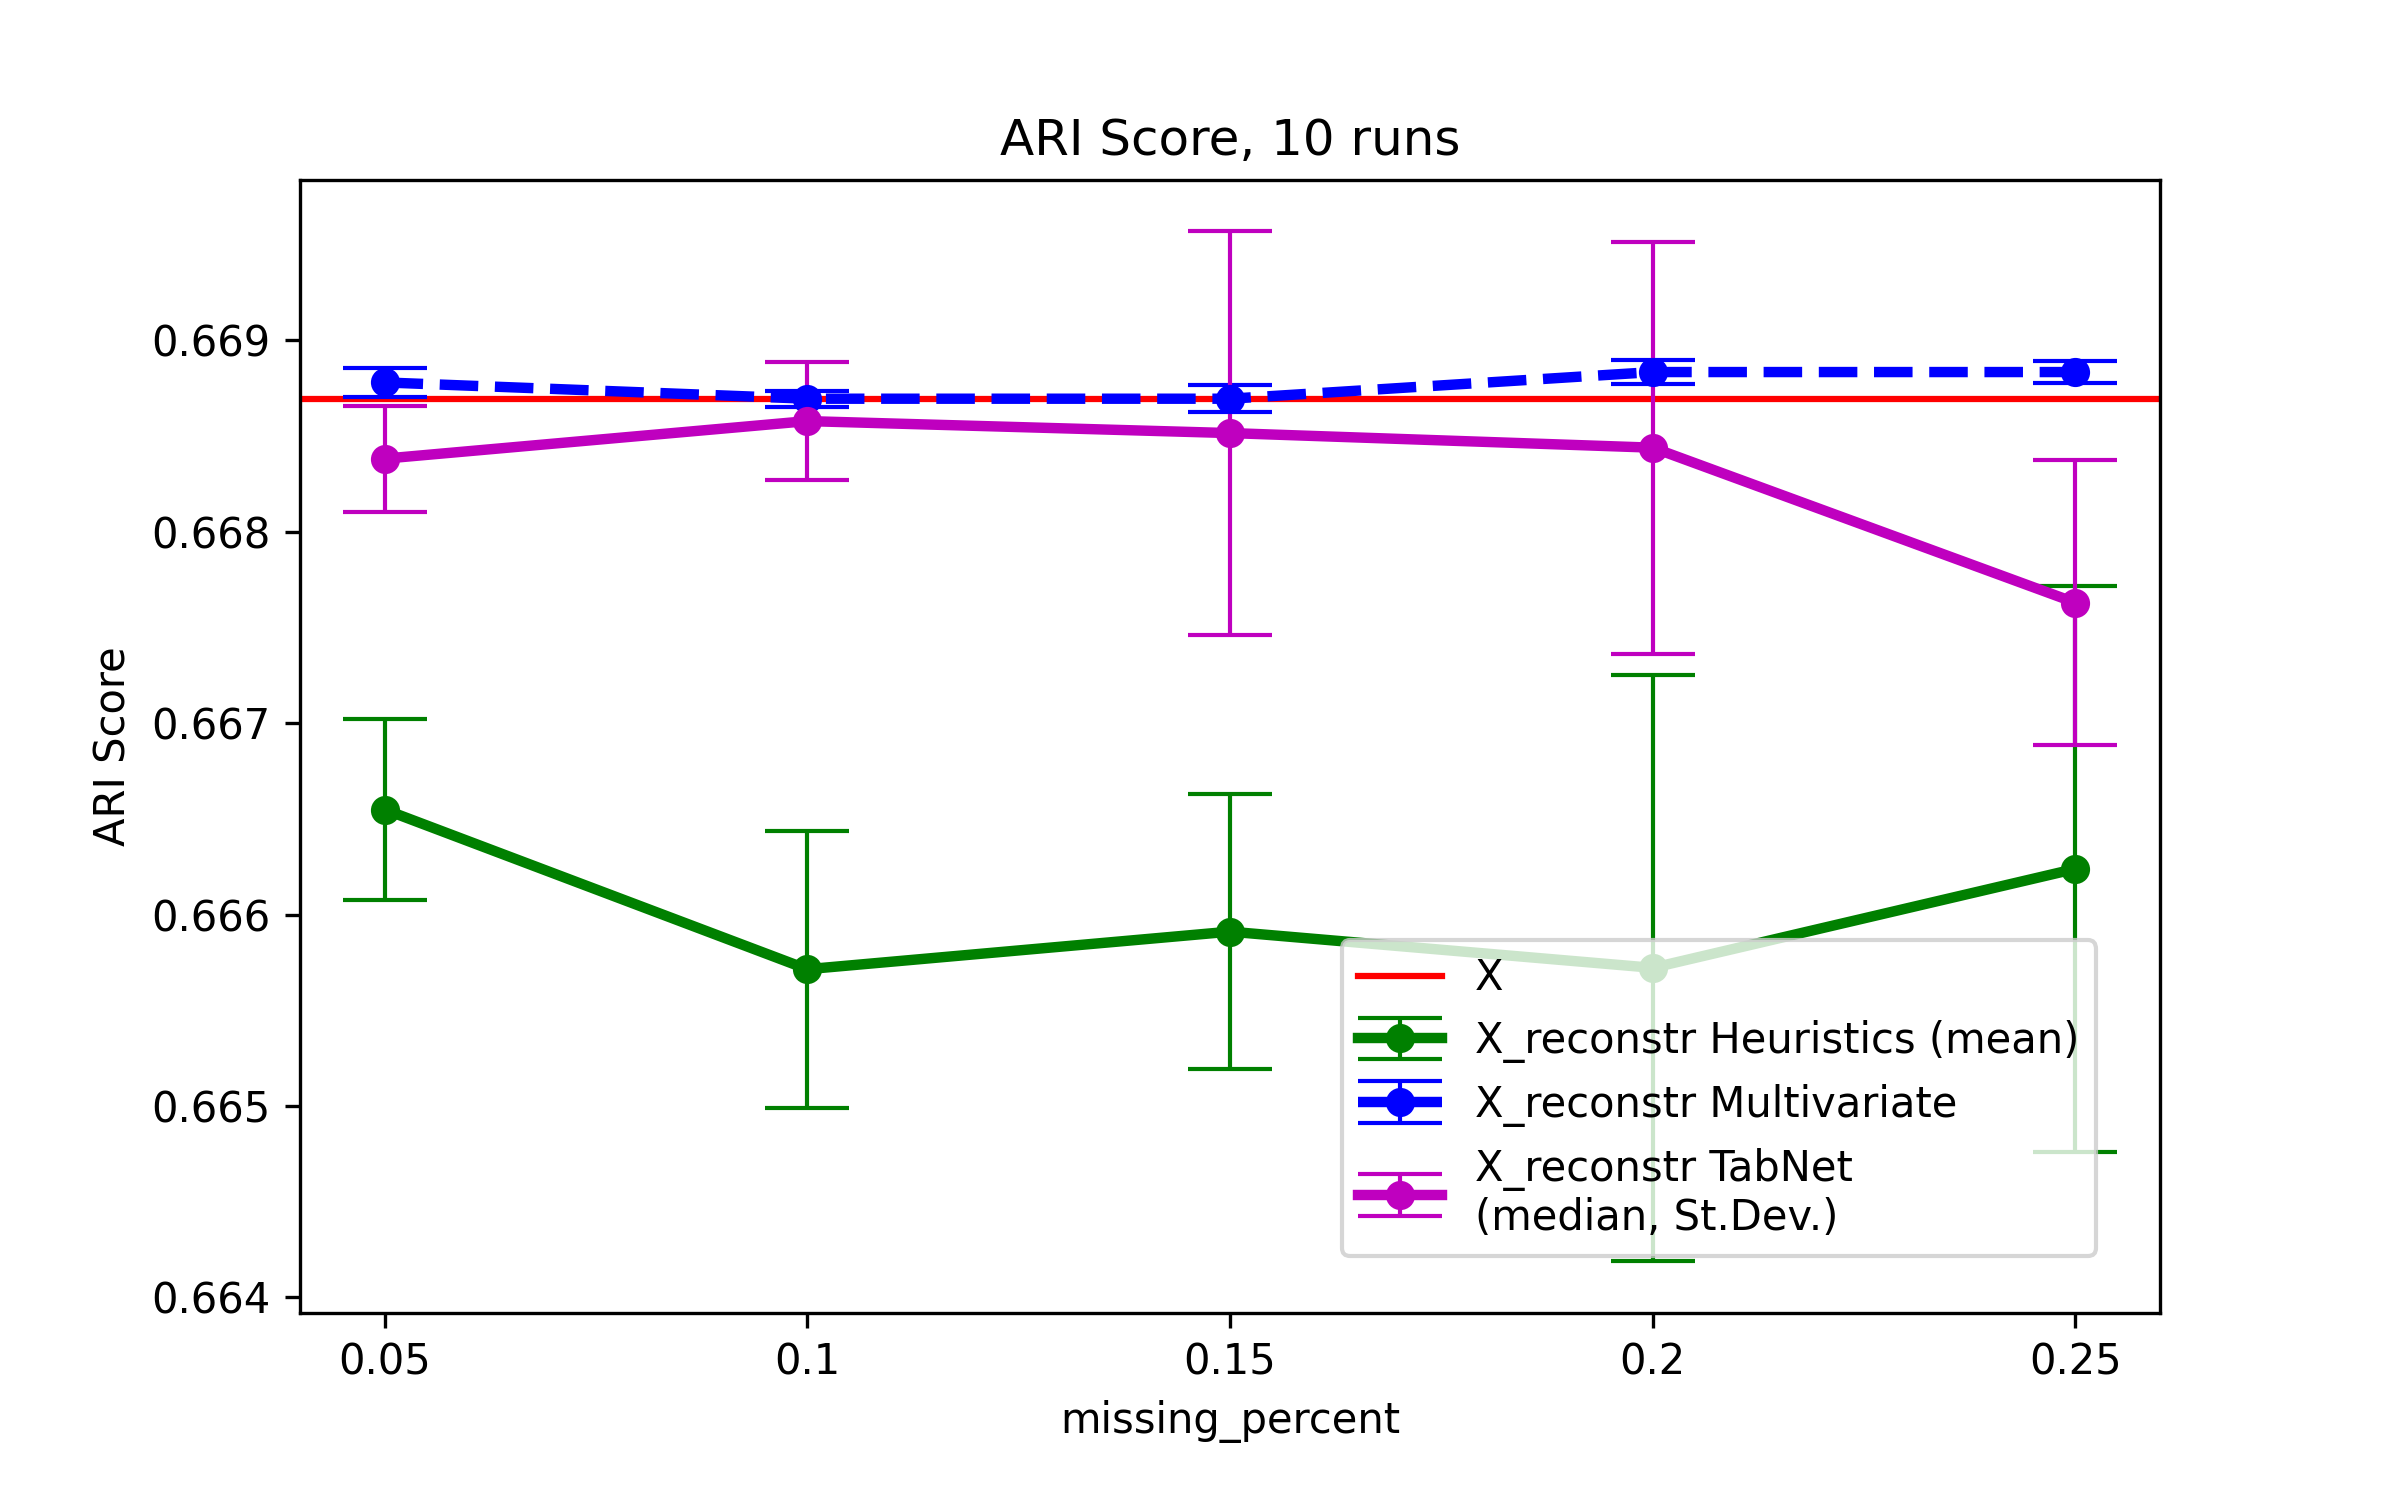 ARI Score, 10 runs
ARI Score
0.669
0.668
0.667
0.666
0.665
0.664
0.05
0.1
0.15
0.2
0.25
missing_percent
X
X_reconstr Heuristics (mean)
X_reconstr Multivariate
X_reconstr TabNet
(median, St.Dev.)